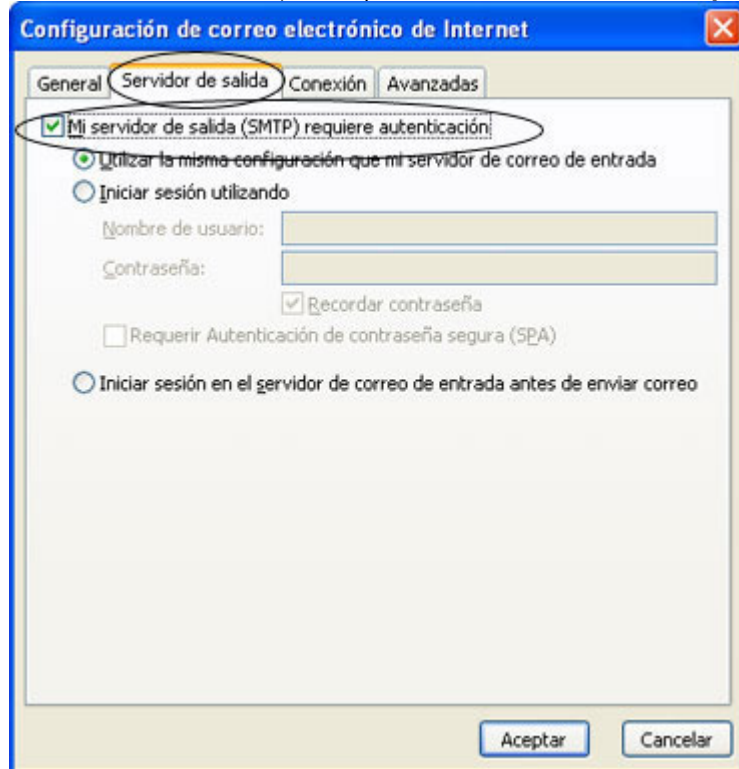 Configuración de correo electrónico de Internet
General Servidor de salida Conexión Avanzadas
Mi servidor de salida (SMTP) requiere autenticación
Utilizar la misma configuración que mi servidor de correo de entrada
Iniciar sesión utilizando
Nombre de usuario:
Contraseña:
Recordar contraseña
Requerir Autenticación de contraseña segura (SPA)
Iniciar sesión en el servidor de correo de entrada antes de enviar correo
Aceptar Cancelar